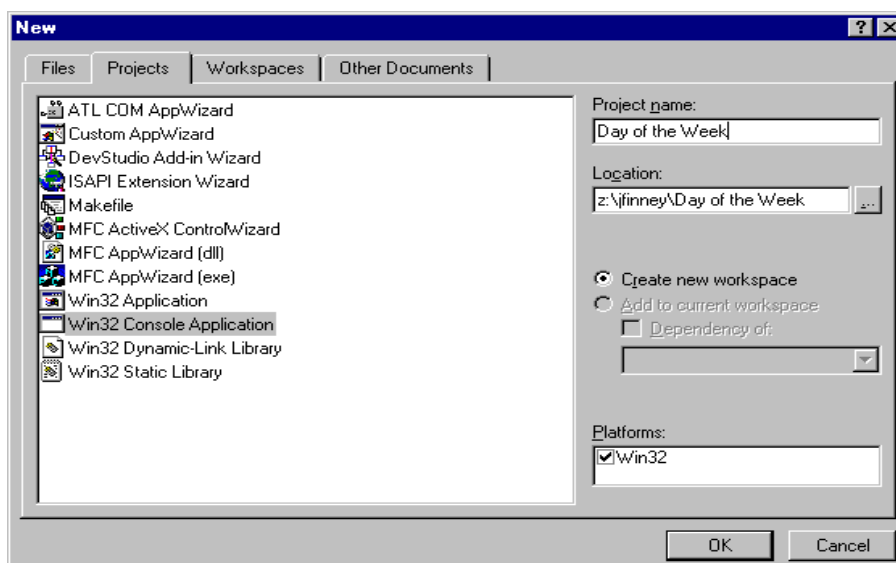 New
Files Projects Workspaces Other Documents
ATL COM AppWizard
Custom AppWizard
DevStudio Add-in Wizard
ISAPI Extension Wizard
Makefile
MFC ActiveX ControlWizard
MFC AppWizard (dll)
MFC AppWizard (exe)
Win32 Application
Win32 Console Application
Win32 Dynamic-Link Library
Win32 Static Library
Project name:
Day of the Week
Location:
z:\jfinney\Day of the Week
...
Create new workspace
Add to current workspace
Dependency of:
Platforms:
Win32
OK Cancel